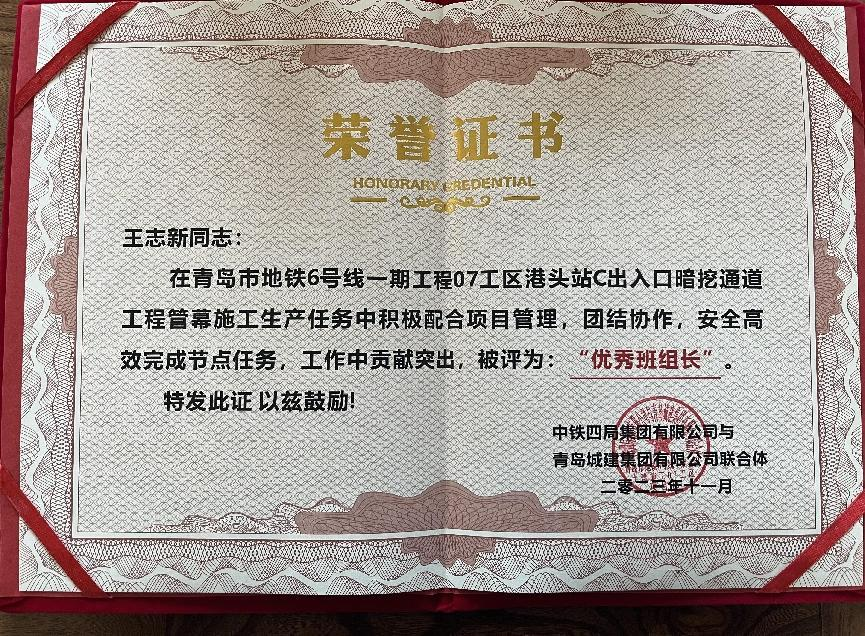 荣誉证书
HONORARY CREDENTIAL
王志新同志：
在青岛市地铁6号线一期工程07工区港头站C出入口暗挖通道
工程管幕施工生产任务中积极配合项目管理，团结协作，安全高
效完成节点任务，工作中贡献突出，被评为：“优秀班组长”。
特发此证 以兹鼓励!
中铁四局集团有限公司与
青岛城建集团有限公司联合体
二零二三年十一月